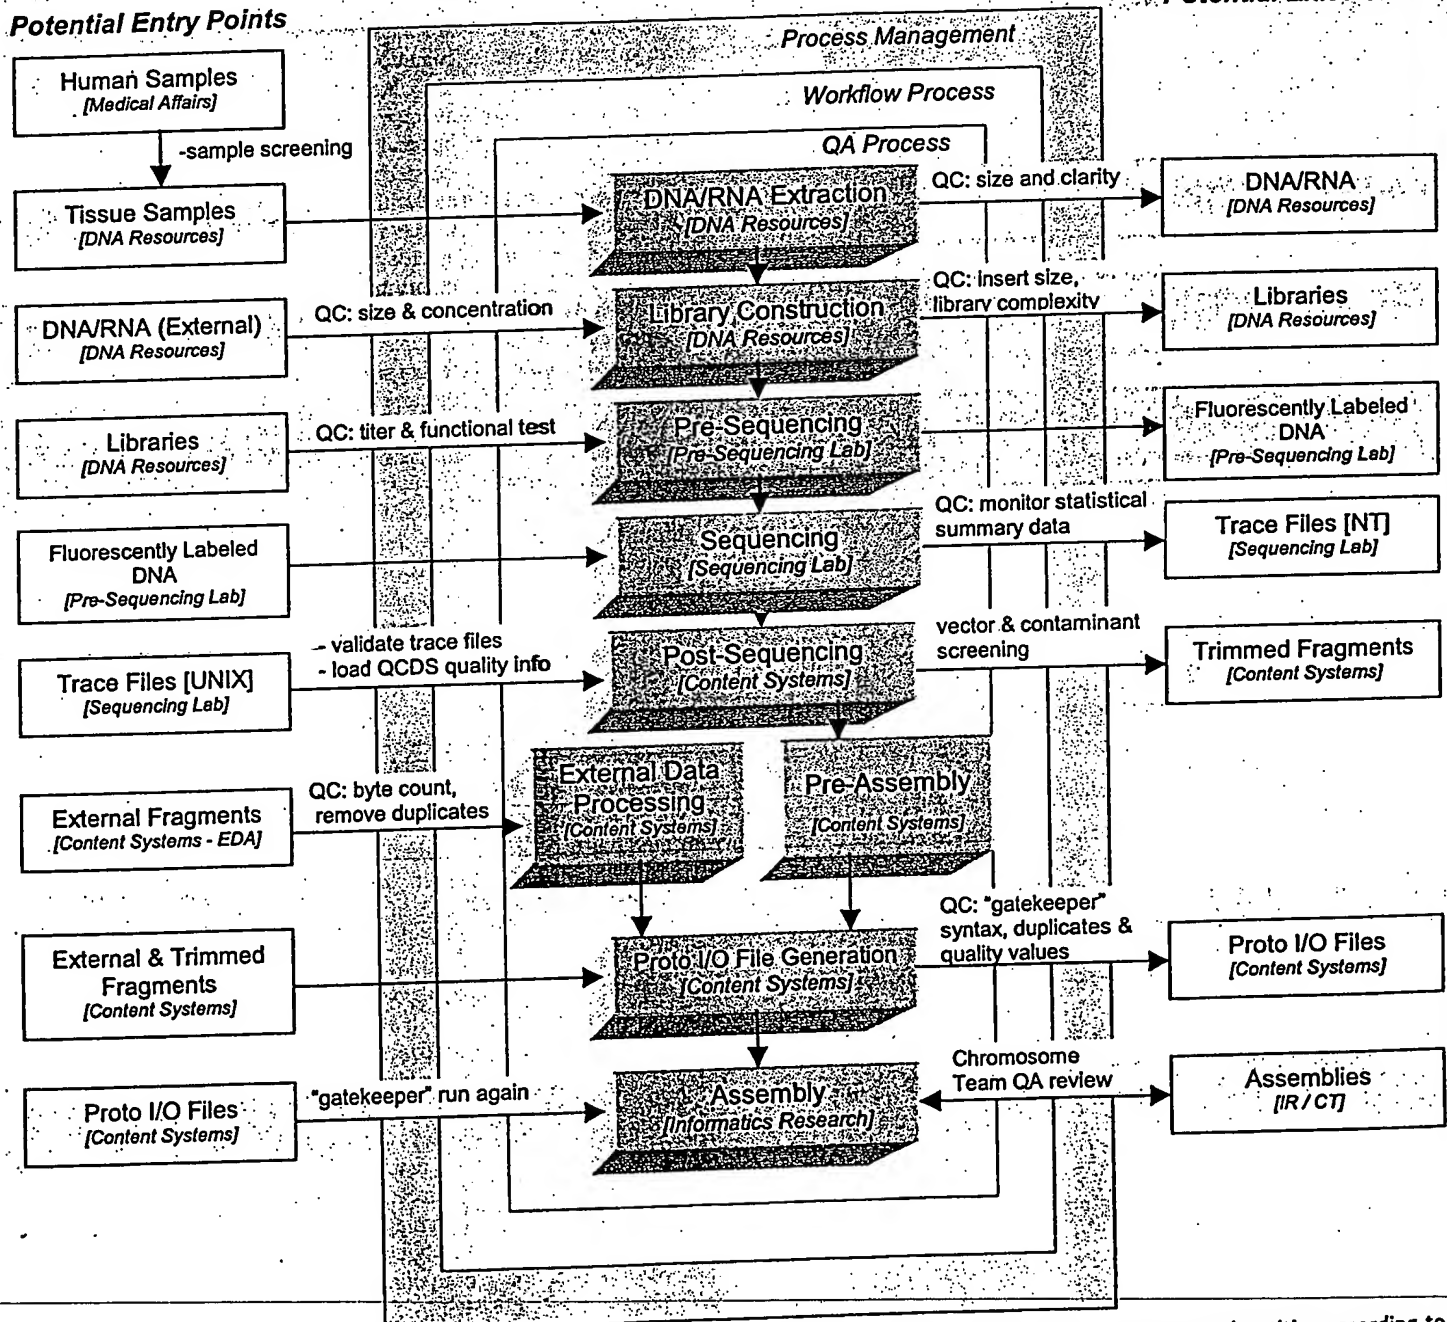 Potential Entry Points
Process Management
Workflow Process
QA Process
Human Samples
[Medical Affairs]
-sample screening
Tissue Samples
[DNA Resources]
DNA/RNA Extraction
[DNA Resources]
QC: size and clarity
DNA/RNA
[DNA Resources]
DNA/RNA (External)
[DNA Resources]
QC: size & concentration
Library Construction
[DNA Resources]
QC: insert size,
library complexity
Libraries
[DNA Resources]
Libraries
[DNA Resources]
QC: titer & functional test
Pre-Sequencing
[Pre-Sequencing Lab]
Fluorescently Labeled
DNA
[Pre-Sequencing Lab]
Fluorescently Labeled
DNA
[Pre-Sequencing Lab]
Sequencing
[Sequencing Lab]
QC: monitor statistical
summary data
Trace Files [NT]
[Sequencing Lab]
Trace Files [UNIX]
[Sequencing Lab]
- validate trace files
- load QCDS quality info
Post-Sequencing
[Content Systems]
vector & contaminant
screening
Trimmed Fragments
[Content Systems]
External Fragments
[Content Systems - EDA]
QC: byte count,
remove duplicates
External Data
Processing
[Content Systems]
Pre-Assembly
[Content Systems]
External & Trimmed
Fragments
[Content Systems]
Proto I/O File Generation
[Content Systems]
QC: "gatekeeper"
syntax, duplicates &
quality values
Proto I/O Files
[Content Systems]
Proto I/O Files
[Content Systems]
"gatekeeper" run again
Assembly
[Informatics Research]
Chromosome
Team QA review
Assemblies
[IR / CT]
according to